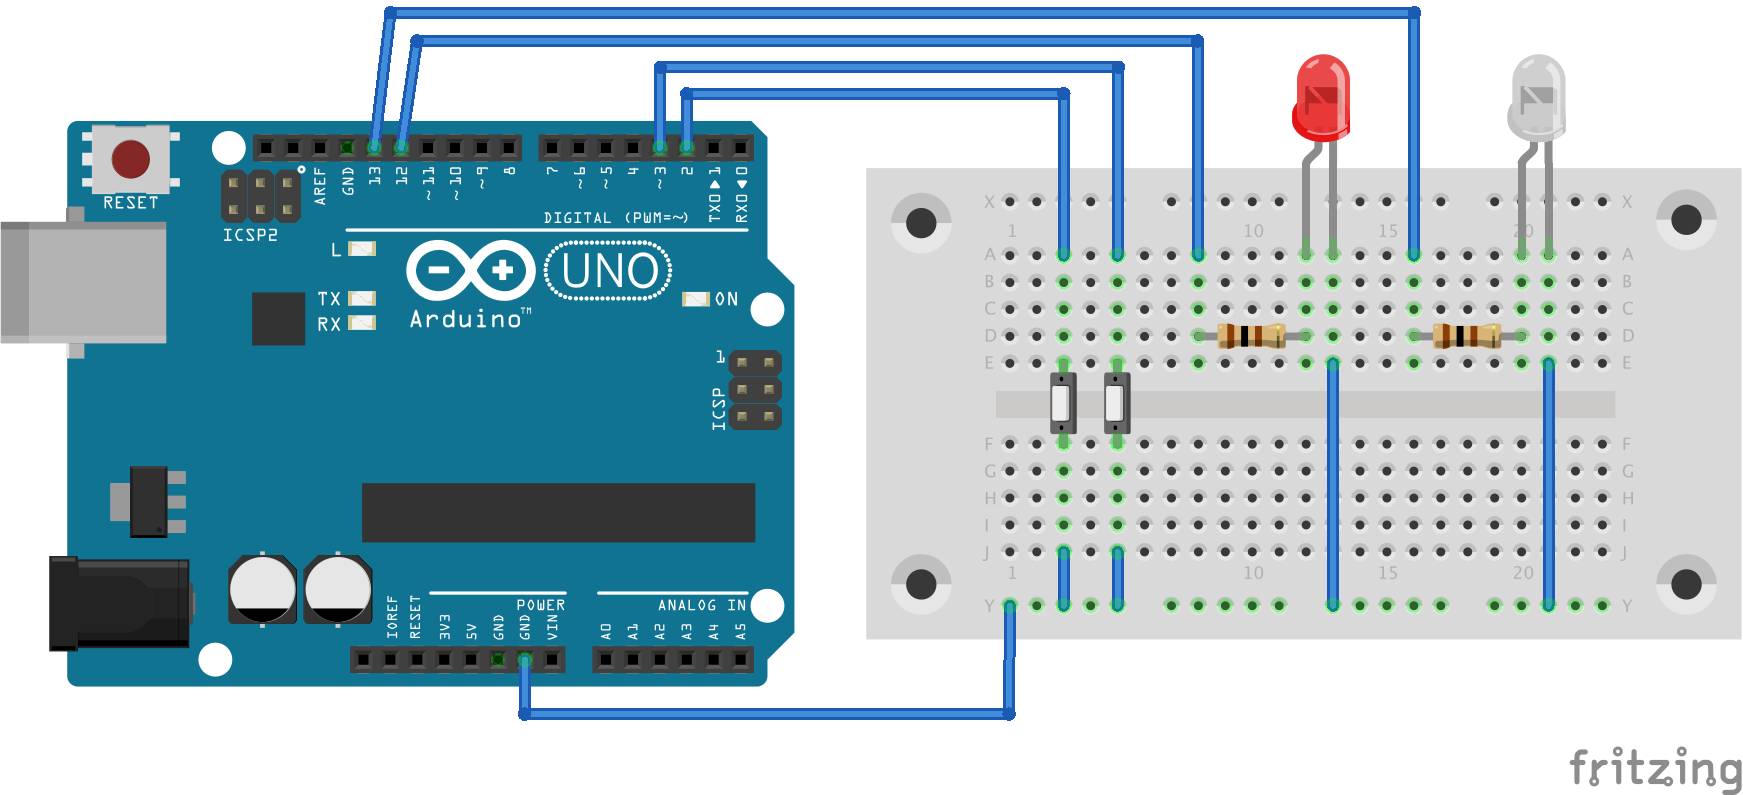 RESET
ICSP2
AREF
GND
13
12
~11
~10
~9
8
7
~6
~5
4
~3
2
TX0▶1
RX0◀0
DIGITAL (PWM=~)
L
TX
RX
UNO
Arduino™
ON
1
ICSP
IOREF
RESET
3V3
5V
GND
GND
VIN
POWER
ANALOG IN
A0
A1
A2
A3
A4
A5
X X
1 10 15 20
A A
B B
C C
D D
E E
F F
G G
H H
I I
J J
1 10 15 20
Y Y
fritzing